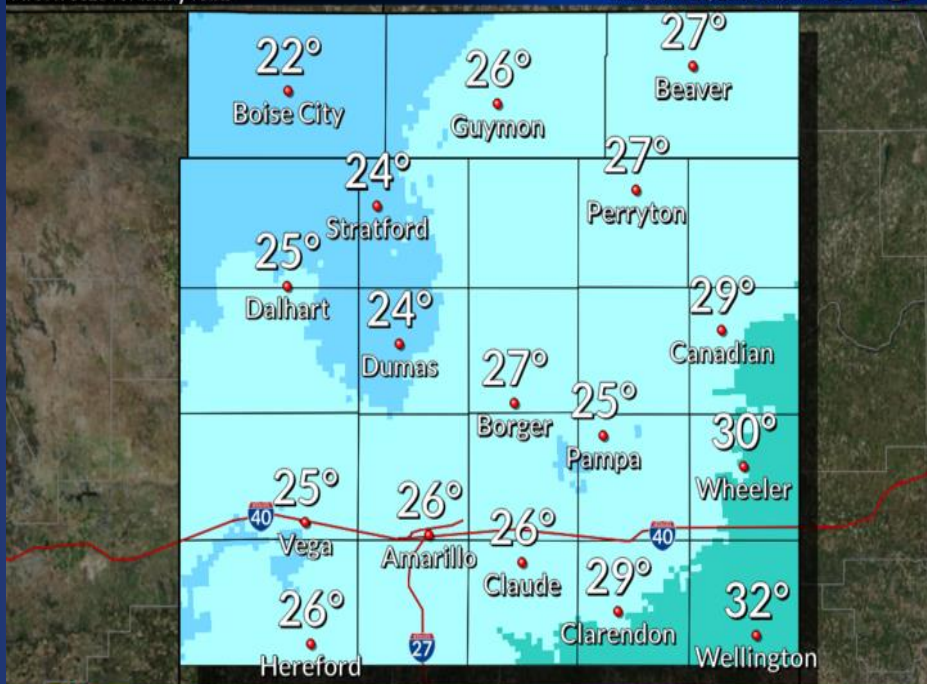 22°
Boise City
26°
Guymon
27°
Beaver
24°
Stratford
27°
Perryton
25°
Dalhart
24°
Dumas
29°
Canadian
27°
Borger
25°
Pampa
30°
Wheeler
40
25°
Vega
26°
Amarillo
26°
Claude
40
26°
Hereford
27
29°
Clarendon
32°
Wellington